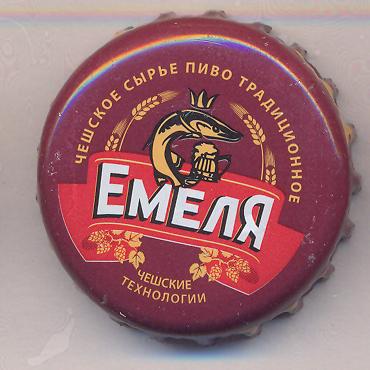 ЧЕШСКОЕ СЫРЬЕ ПИВО ТРАДИЦИОННОЕ
ЕМЕЛЯ
ЧЕШСКИЕ
ТЕХНОЛОГИИ